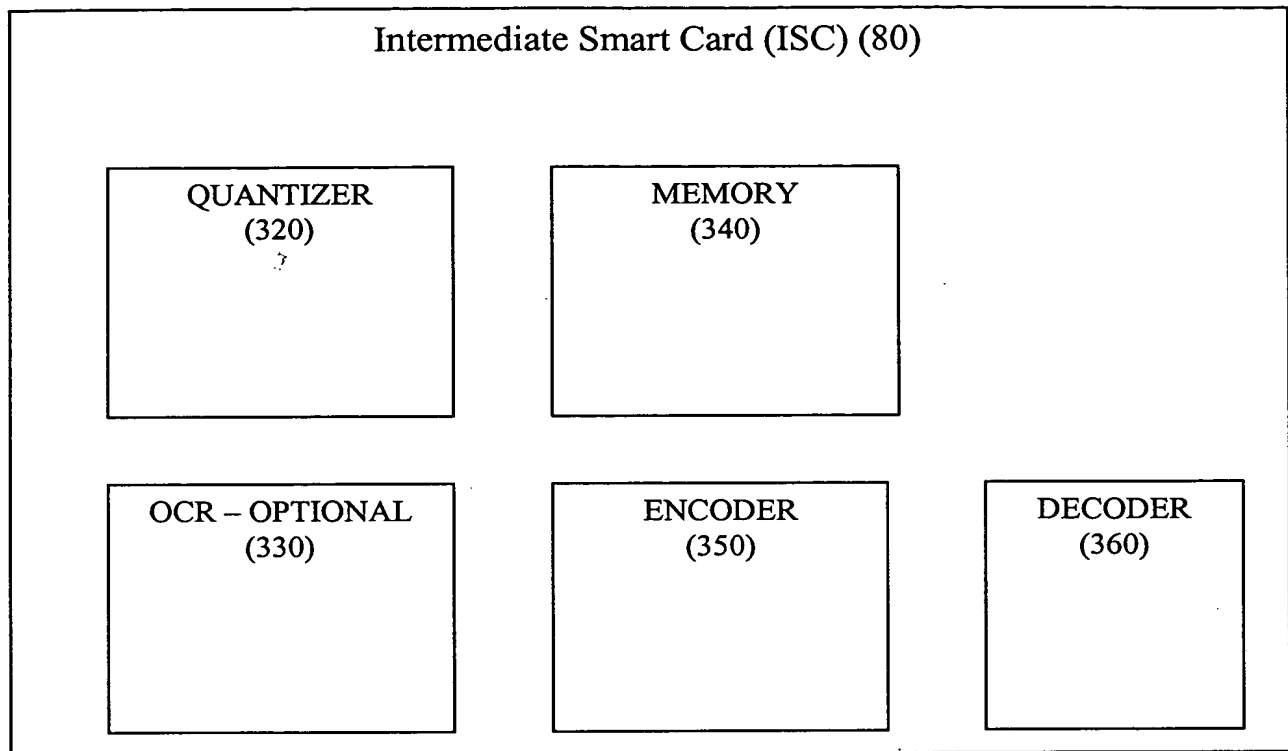 Intermediate Smart Card (ISC) (80)
QUANTIZER
(320)
MEMORY
(340)
OCR – OPTIONAL
(330)
ENCODER
(350)
DECODER
(360)